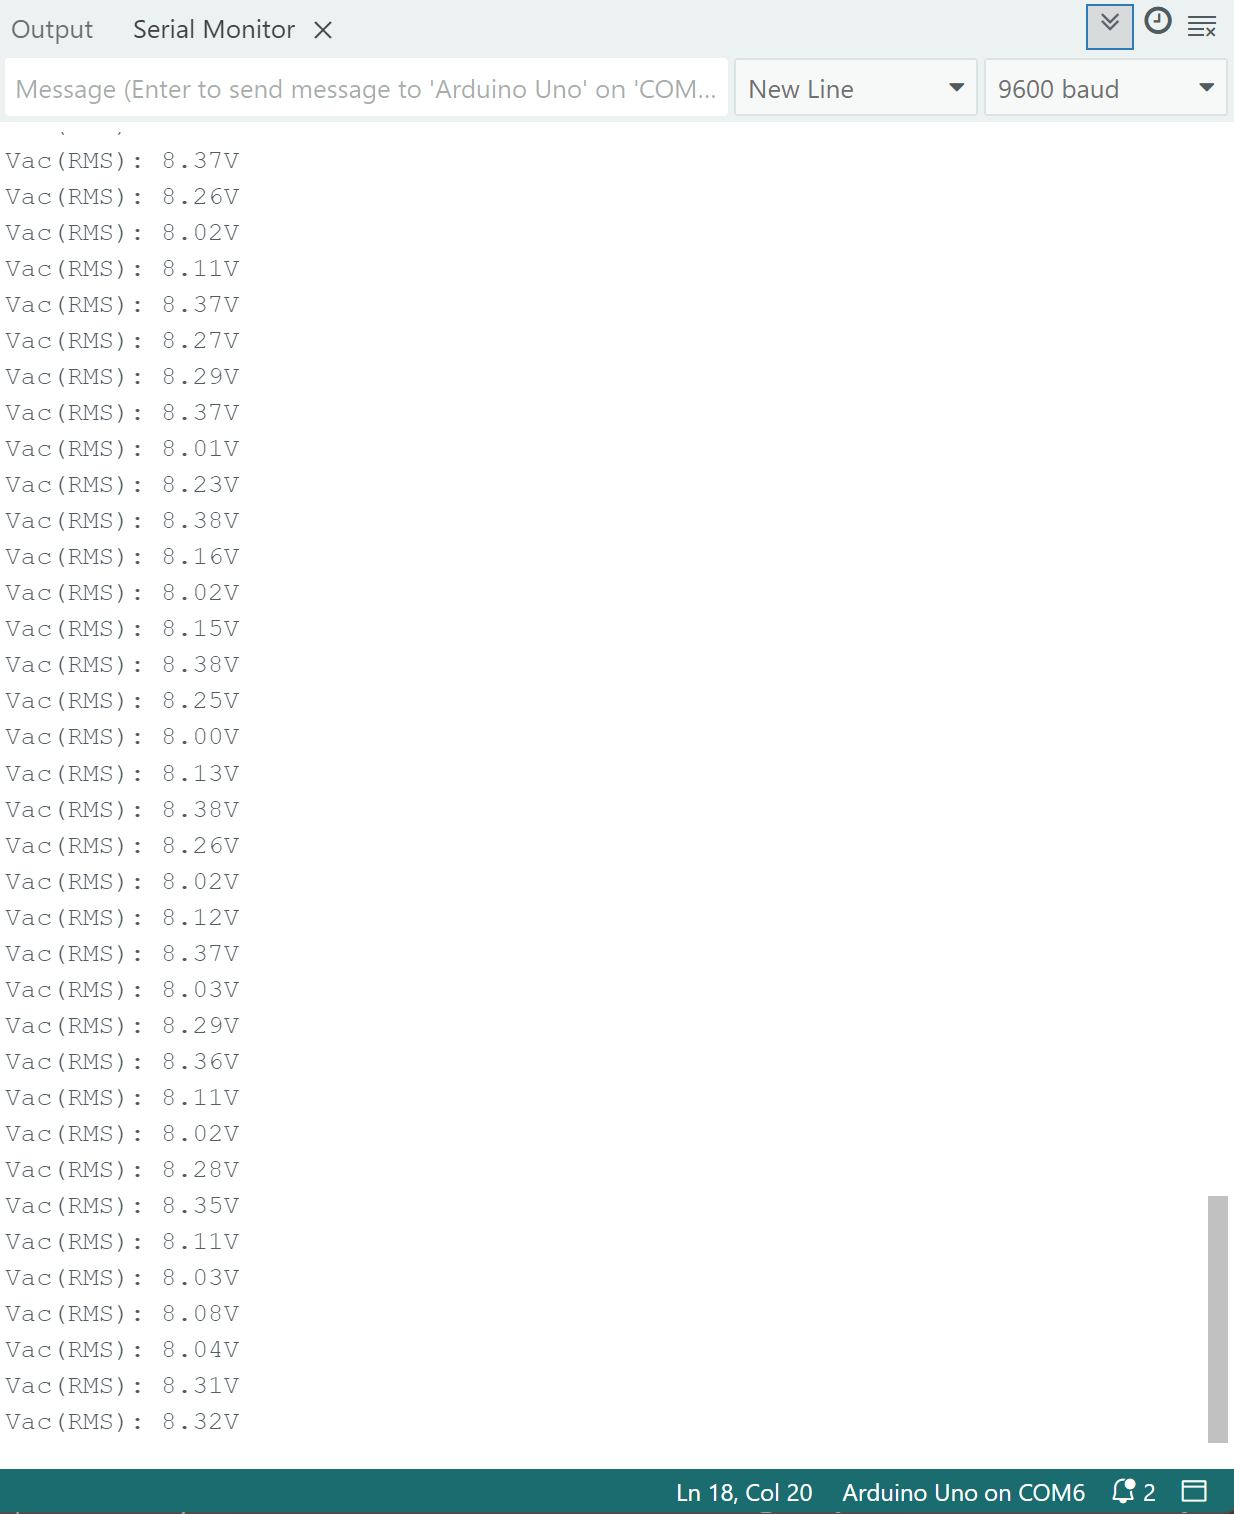 Output Serial Monitor
Message (Enter to send message to 'Arduino Uno' on 'COM... New Line 9600 baud
Vac(RMS): 8.37V
Vac(RMS): 8.26V
Vac(RMS): 8.02V
Vac(RMS): 8.11V
Vac(RMS): 8.37V
Vac(RMS): 8.27V
Vac(RMS): 8.29V
Vac(RMS): 8.37V
Vac(RMS): 8.01V
Vac(RMS): 8.23V
Vac(RMS): 8.38V
Vac(RMS): 8.16V
Vac(RMS): 8.02V
Vac(RMS): 8.15V
Vac(RMS): 8.38V
Vac(RMS): 8.25V
Vac(RMS): 8.00V
Vac(RMS): 8.13V
Vac(RMS): 8.38V
Vac(RMS): 8.26V
Vac(RMS): 8.02V
Vac(RMS): 8.12V
Vac(RMS): 8.37V
Vac(RMS): 8.03V
Vac(RMS): 8.29V
Vac(RMS): 8.36V
Vac(RMS): 8.11V
Vac(RMS): 8.02V
Vac(RMS): 8.28V
Vac(RMS): 8.35V
Vac(RMS): 8.11V
Vac(RMS): 8.03V
Vac(RMS): 8.08V
Vac(RMS): 8.04V
Vac(RMS): 8.31V
Vac(RMS): 8.32V
Ln 18, Col 20 Arduino Uno on COM6 2